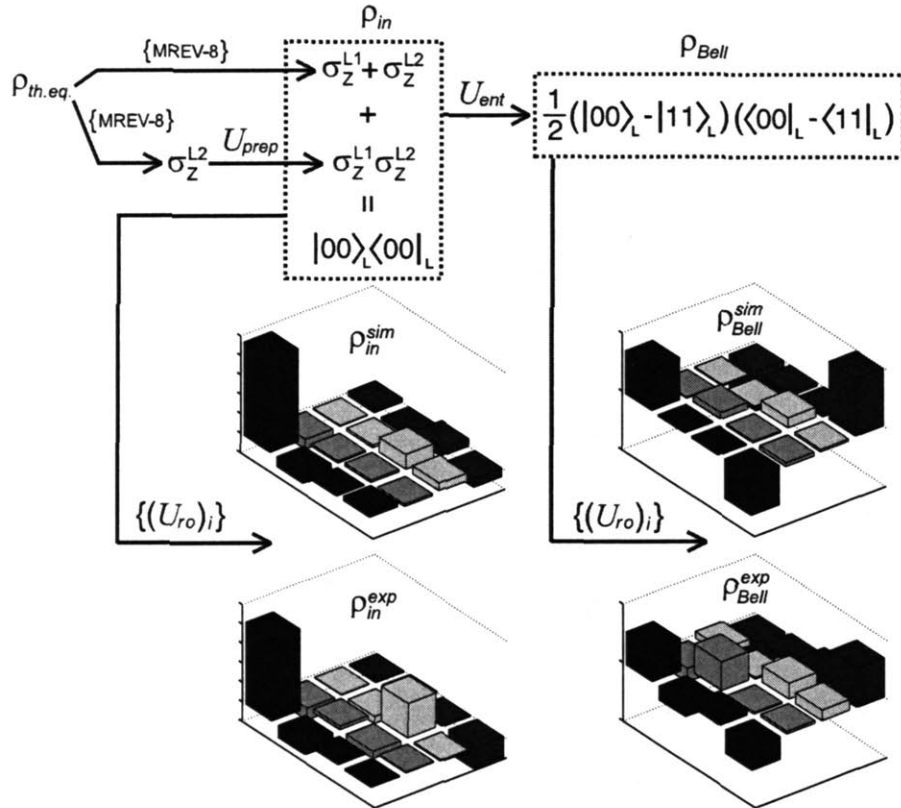 ρ_in
ρ_Bell
{MREV-8}
σ_Z^L1 + σ_Z^L2
ρ_th.eq.
U_ent
1/2 (|00⟩_L - |11⟩_L)(⟨00|_L - ⟨11|_L)
{MREV-8}
+
σ_Z^L2
U_prep
σ_Z^L1 σ_Z^L2
=
|00⟩_L⟨00|_L
ρ_in^sim
ρ_Bell^sim
{(U_ro)_i}
{(U_ro)_i}
ρ_in^exp
ρ_Bell^exp